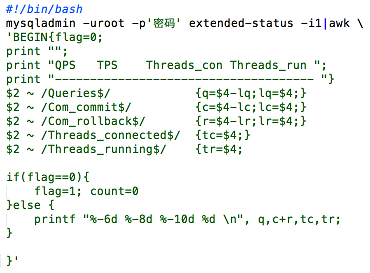 #!/bin/bash
mysqladmin -uroot -p'密码' extended-status -i1|awk \
'BEGIN{flag=0;
print "";
print "QPS   TPS    Threads_con Threads_run ";
print "------------------------------------- "}
$2 ~ /Queries$/        {q=$4-lq;lq=$4;}
$2 ~ /Com_commit$/     {c=$4-lc;lc=$4;}
$2 ~ /Com_rollback$/   {r=$4-lr;lr=$4;}
$2 ~ /Threads_connected$/  {tc=$4;}
$2 ~ /Threads_running$/    {tr=$4;

if(flag==0){
    flag=1; count=0
}else {
    printf "%-6d %-8d %-10d %d \n", q,c+r,tc,tr;
}

}'